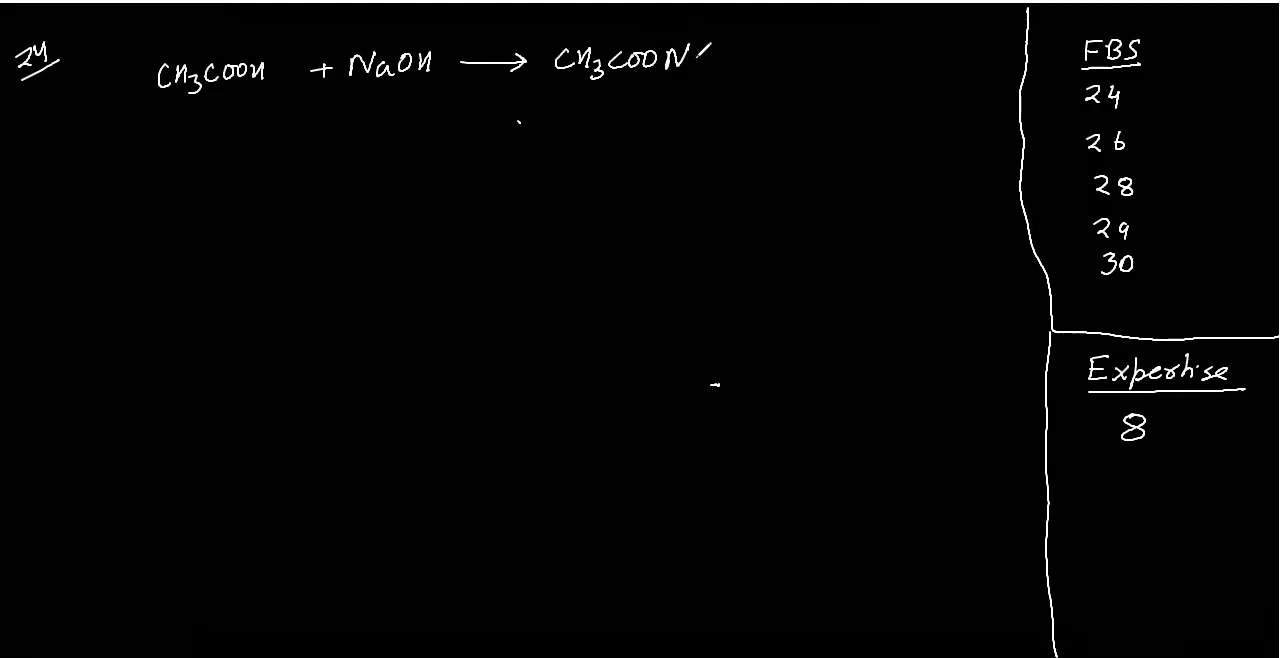 24
CH3COOH + NaOH → CH3COON
FBS
24
26
28
29
30
Expertise
8